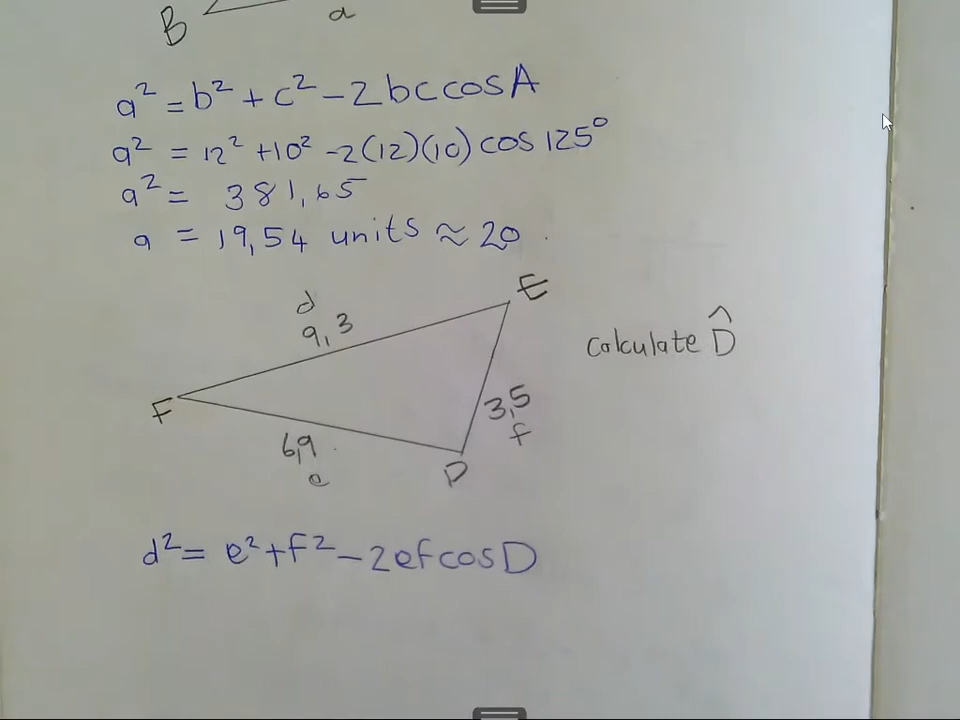 B
a
a² = b² + c² - 2bc cos A
a² = 12² + 10² - 2(12)(10) cos 125°
a² = 381,65
a = 19,54 units ≈ 20
d
9,3
E
calculate D̂
F
3,5
f
6,9
e
D
d² = e² + f² - 2ef cos D